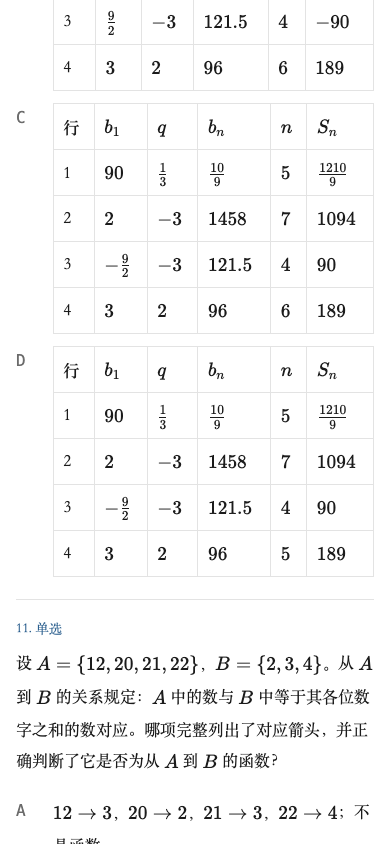 3 9/2 −3 121.5 4 −90
4 3 2 96 6 189
C
行 b₁ q bₙ n Sₙ
1 90 1/3 10/9 5 1210/9
2 2 −3 1458 7 1094
3 −9/2 −3 121.5 4 90
4 3 2 96 6 189
D
行 b₁ q bₙ n Sₙ
1 90 1/3 10/9 5 1210/9
2 2 −3 1458 7 1094
3 −9/2 −3 121.5 4 90
4 3 2 96 5 189
11. 单选
设 A = {12, 20, 21, 22}，B = {2, 3, 4}。从 A
到 B 的关系规定：A 中的数与 B 中等于其各位数
字之和的数对应。哪项完整列出了对应箭头，并正
确判断了它是否为从 A 到 B 的函数？
A 12 → 3，20 → 2，21 → 3，22 → 4；不
是函数